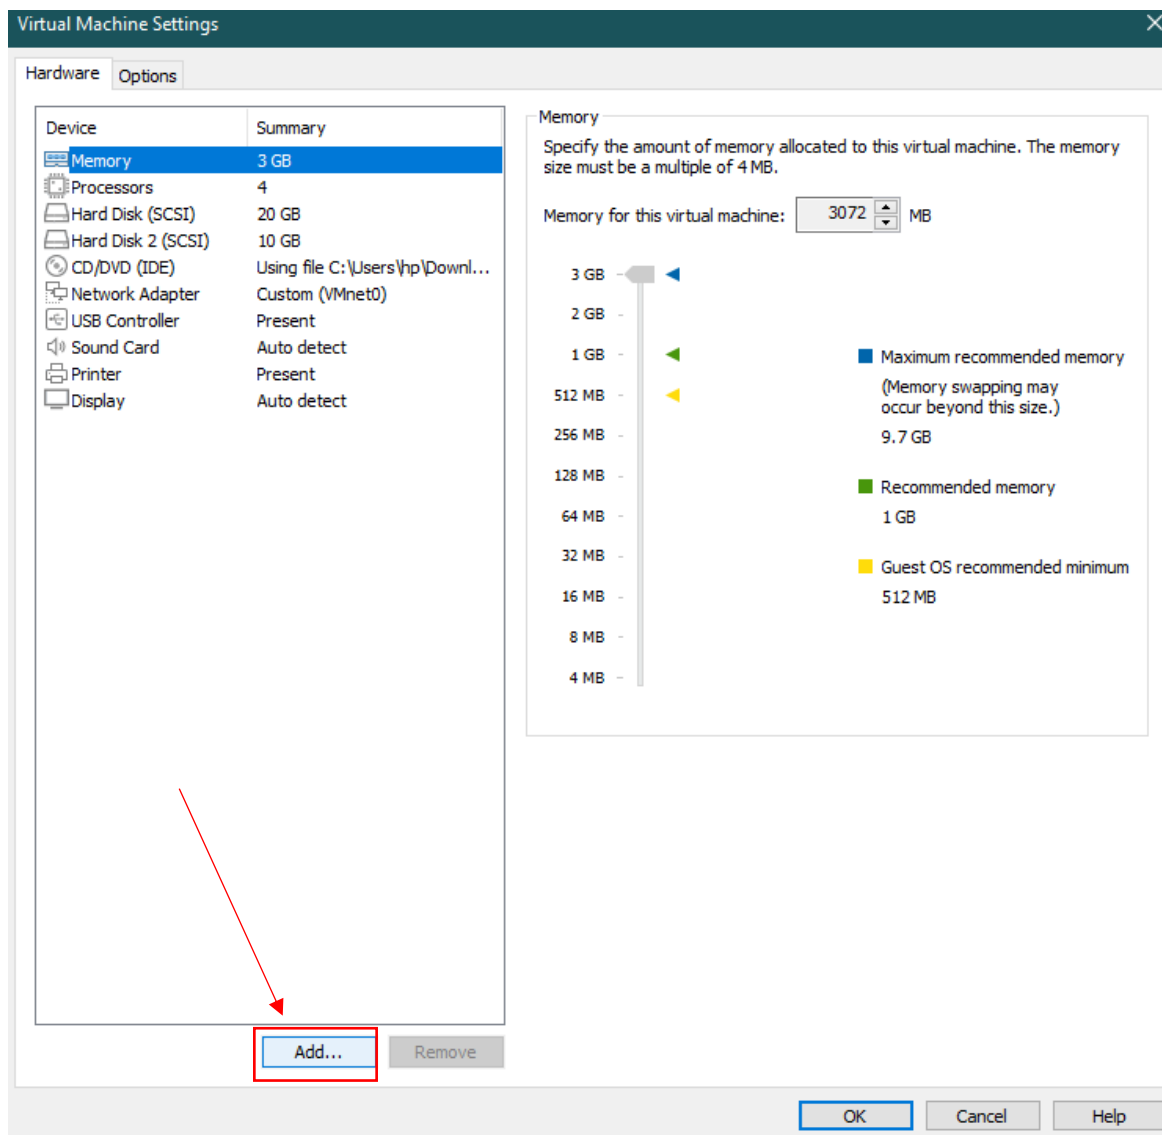 Virtual Machine Settings
Hardware
Options
Device Summary
Memory 3 GB
Processors 4
Hard Disk (SCSI) 20 GB
Hard Disk 2 (SCSI) 10 GB
CD/DVD (IDE) Using file C:\Users\hp\Downl...
Network Adapter Custom (VMnet0)
USB Controller Present
Sound Card Auto detect
Printer Present
Display Auto detect
Add...
Remove
Memory
Specify the amount of memory allocated to this virtual machine. The memory
size must be a multiple of 4 MB.
Memory for this virtual machine: 3072 MB
3 GB
2 GB
1 GB
512 MB
256 MB
128 MB
64 MB
32 MB
16 MB
8 MB
4 MB
Maximum recommended memory
(Memory swapping may
occur beyond this size.)
9.7 GB
Recommended memory
1 GB
Guest OS recommended minimum
512 MB
OK
Cancel
Help